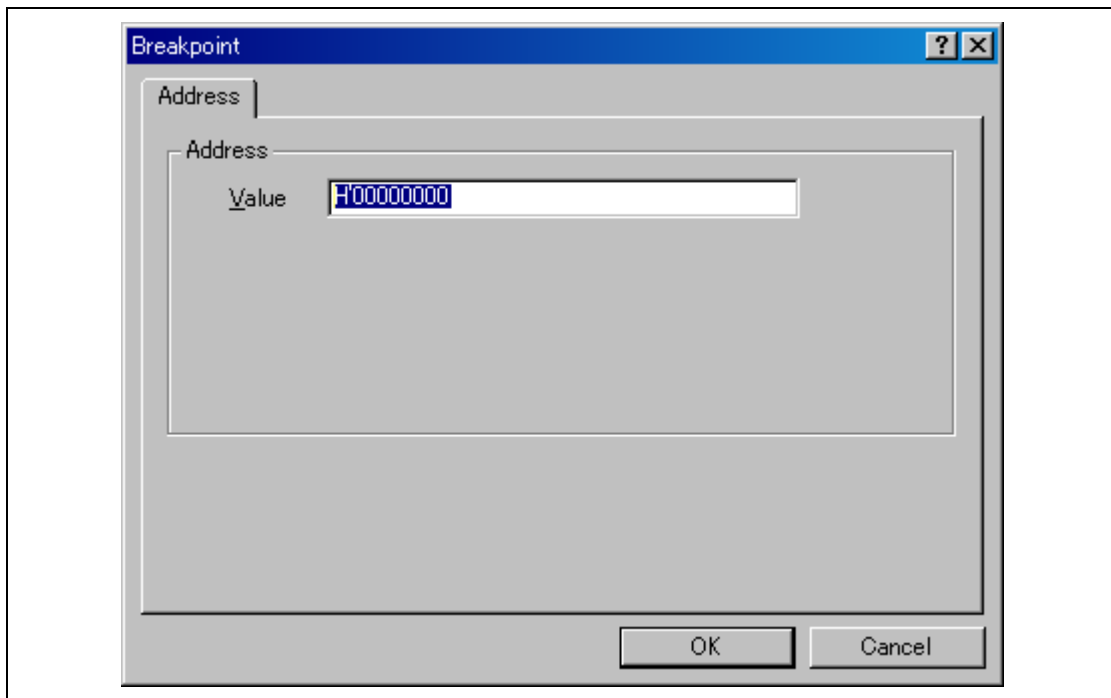 Breakpoint
Address
Address
Value H'00000000
OK Cancel